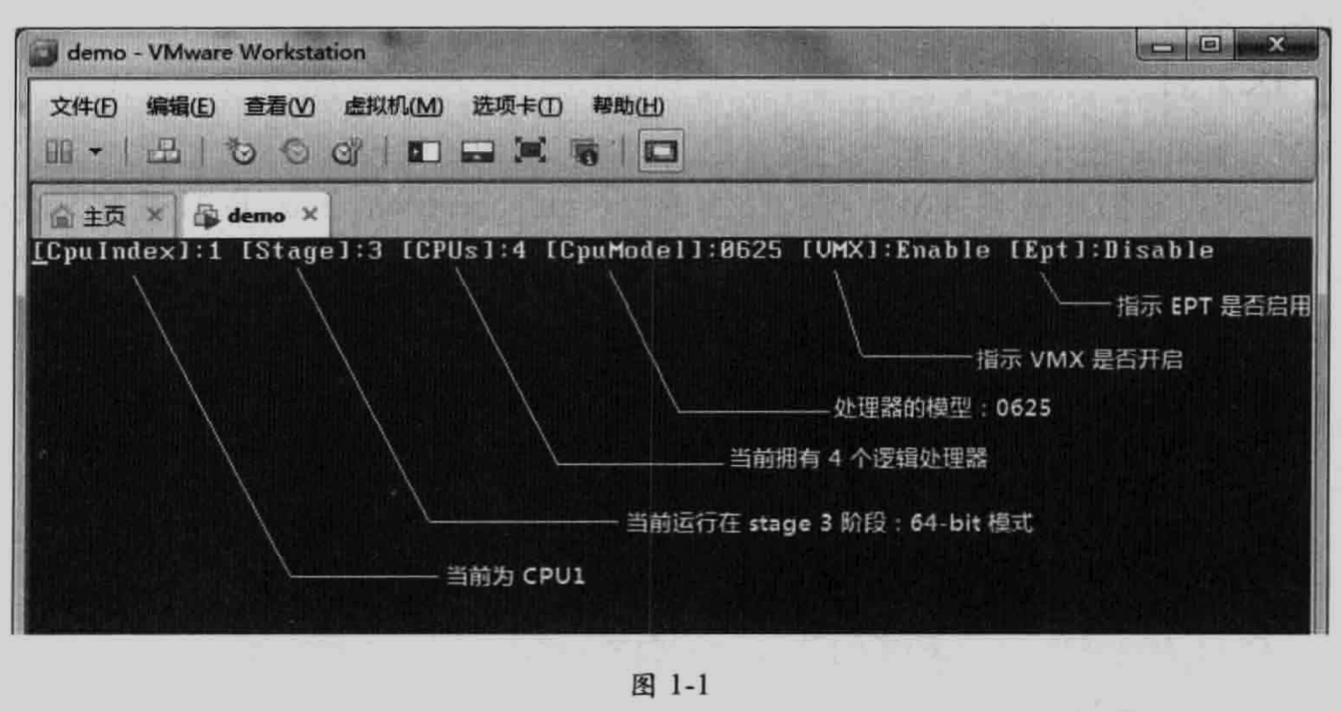 demo - VMware Workstation
文件(F) 编辑(E) 查看(V) 虚拟机(M) 选项卡(T) 帮助(H)
主页 × demo ×
[CpuIndex]:1 [Stage]:3 [CPUs]:4 [CpuModel]:0625 [VMX]:Enable [Ept]:Disable
指示 EPT 是否启用
指示 VMX 是否开启
处理器的模型：0625
当前拥有 4 个逻辑处理器
当前运行在 stage 3 阶段：64-bit 模式
当前为 CPU1
图 1-1